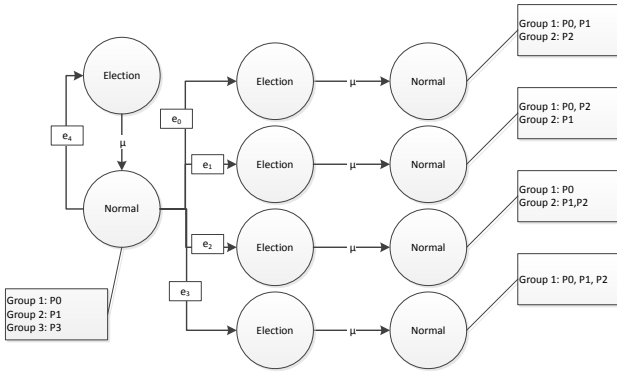 Group 1: P0, P1
Group 2: P2
Election
Election
μ
Normal
e4
e0
μ
Group 1: P0, P2
Group 2: P1
e1
Election
μ
Normal
Normal
Group 1: P0
Group 2: P1,P2
e2
Election
μ
Normal
e3
Group 1: P0, P1, P2
Group 1: P0
Group 2: P1
Group 3: P3
Election
μ
Normal